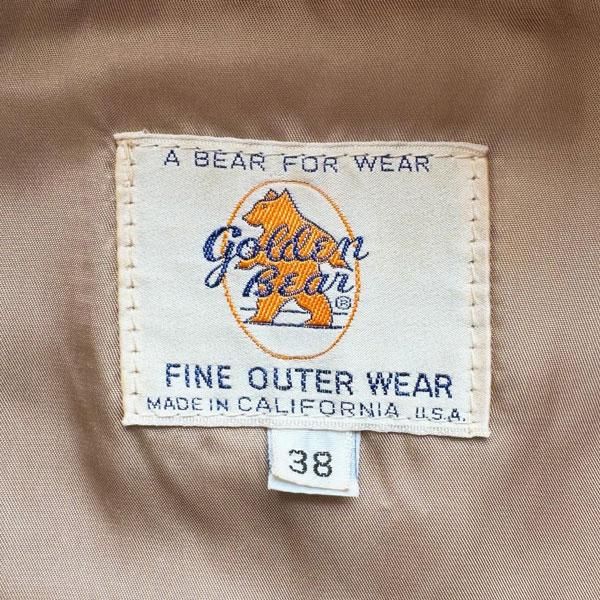 A BEAR FOR WEAR
Golden
Bear
®
FINE OUTER WEAR
MADE IN CALIFORNIA U.S.A.
38